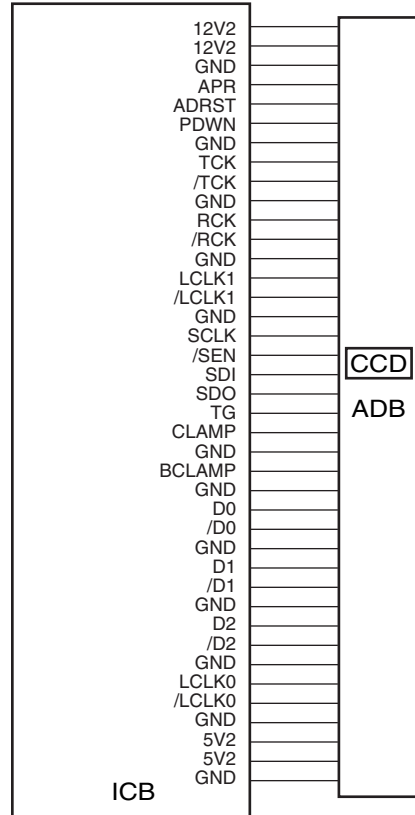 12V2
12V2
GND
APR
ADRST
PDWN
GND
TCK
/TCK
GND
RCK
/RCK
GND
LCLK1
/LCLK1
GND
SCLK
/SEN
SDI
SDO
TG
CLAMP
GND
BCLAMP
GND
D0
/D0
GND
D1
/D1
GND
D2
/D2
GND
LCLK0
/LCLK0
GND
5V2
5V2
GND
ICB
CCD
ADB